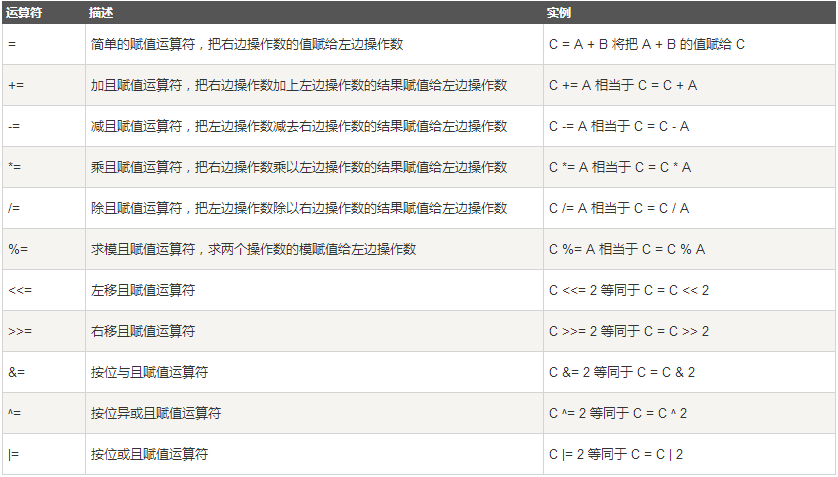 运算符 描述 实例
= 简单的赋值运算符，把右边操作数的值赋给左边操作数 C = A + B 将把 A + B 的值赋给 C
+= 加且赋值运算符，把右边操作数加上左边操作数的结果赋值给左边操作数 C += A 相当于 C = C + A
-= 减且赋值运算符，把左边操作数减去右边操作数的结果赋值给左边操作数 C -= A 相当于 C = C - A
*= 乘且赋值运算符，把右边操作数乘以左边操作数的结果赋值给左边操作数 C *= A 相当于 C = C * A
/= 除且赋值运算符，把左边操作数除以右边操作数的结果赋值给左边操作数 C /= A 相当于 C = C / A
%= 求模且赋值运算符，求两个操作数的模赋值给左边操作数 C %= A 相当于 C = C % A
<<= 左移且赋值运算符 C <<= 2 等同于 C = C << 2
>>= 右移且赋值运算符 C >>= 2 等同于 C = C >> 2
&= 按位与且赋值运算符 C &= 2 等同于 C = C & 2
^= 按位异或且赋值运算符 C ^= 2 等同于 C = C ^ 2
|= 按位或且赋值运算符 C |= 2 等同于 C = C | 2